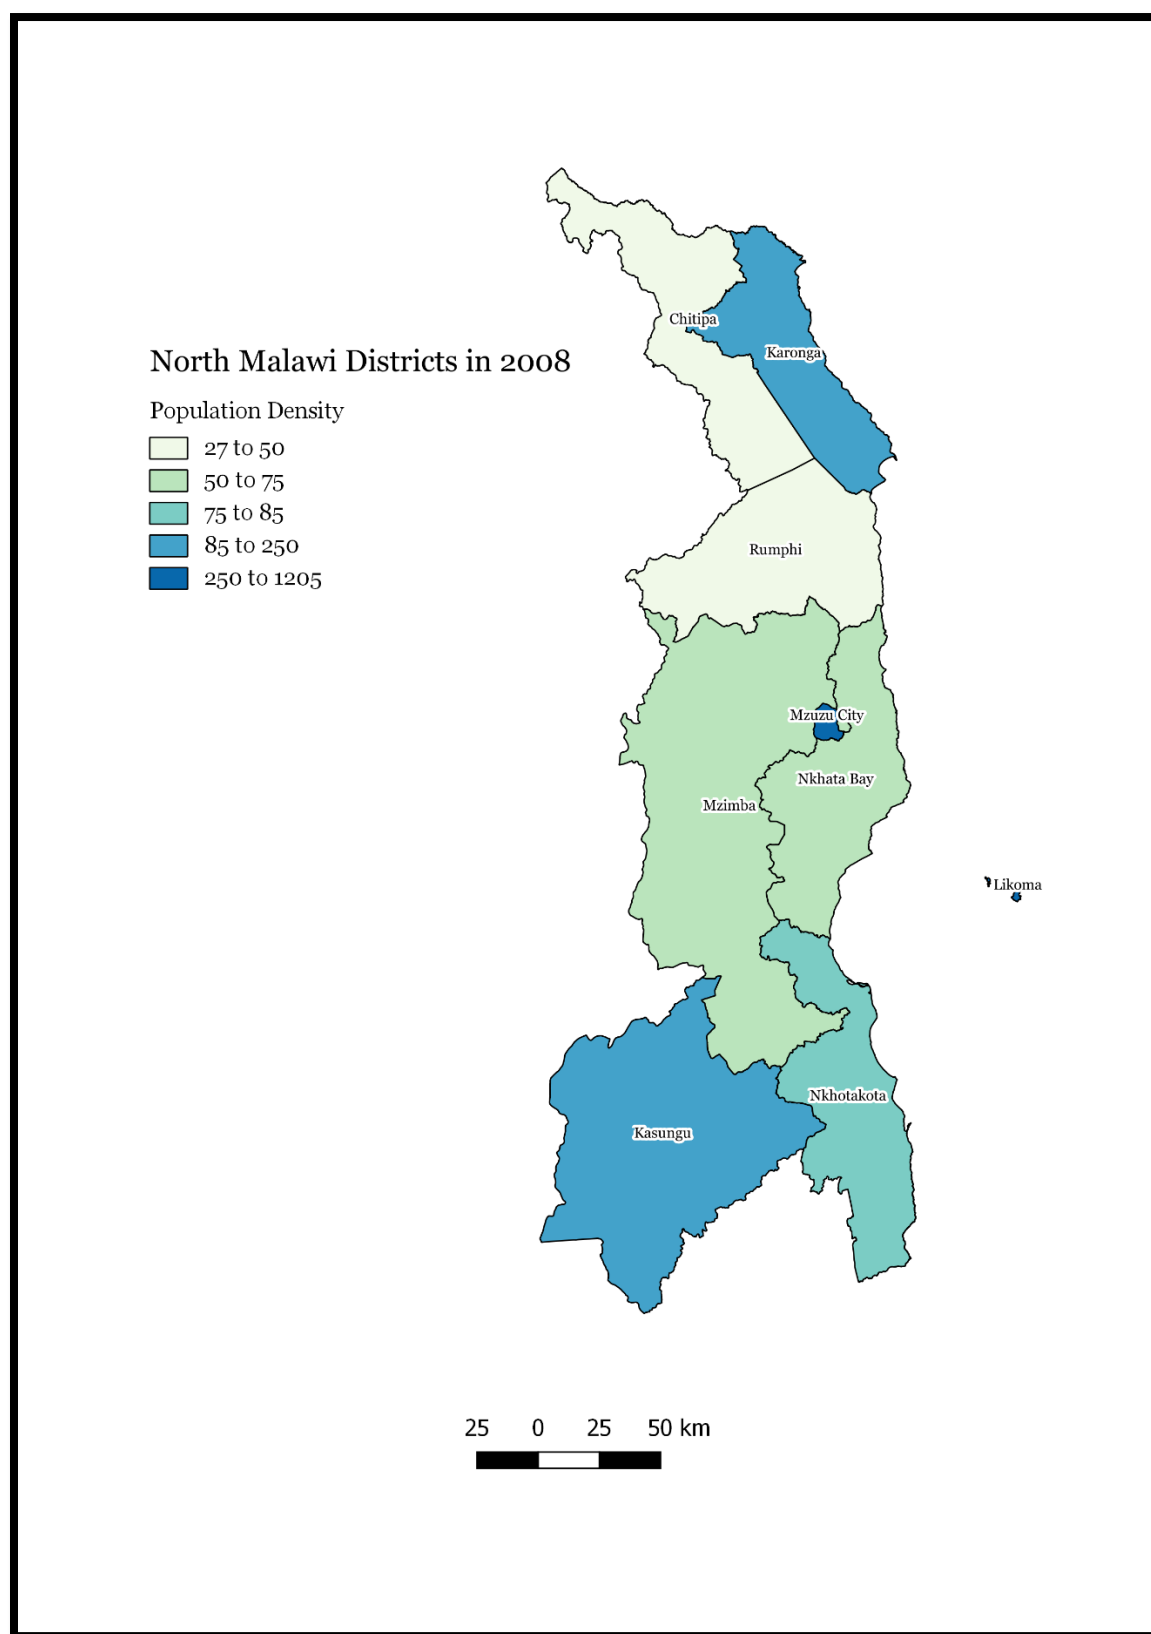 North Malawi Districts in 2008
Population Density
27 to 50
50 to 75
75 to 85
85 to 250
250 to 1205
Chitipa
Karonga
Rumphi
Mzuzu City
Nkhata Bay
Mzimba
Likoma
Nkhotakota
Kasungu
25 0 25 50 km